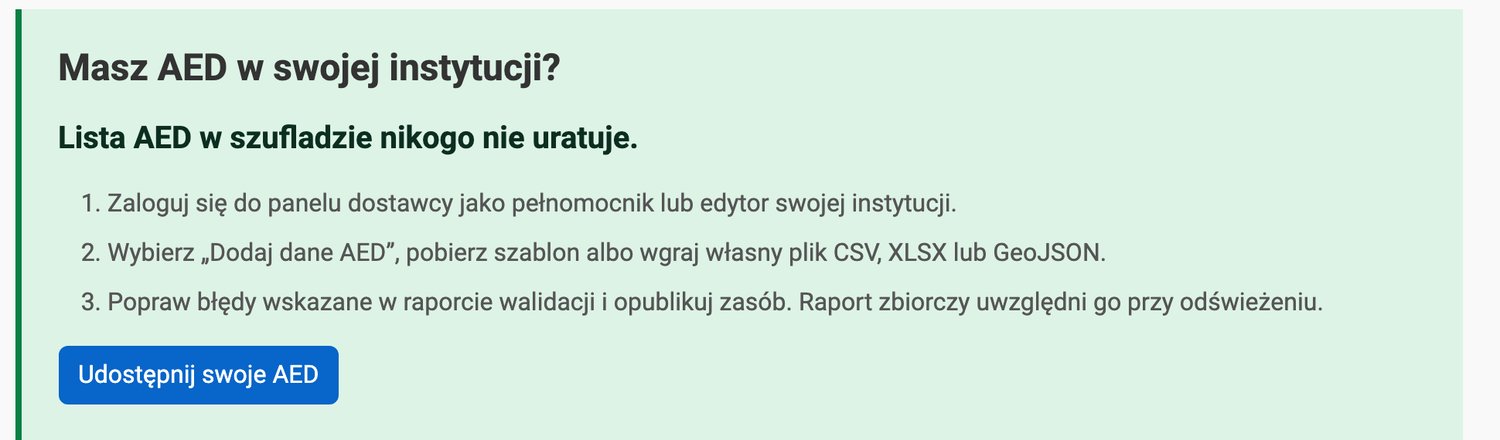 Masz AED w swojej instytucji?
Lista AED w szufladzie nikogo nie uratuje.
1. Zaloguj się do panelu dostawcy jako pełnomocnik lub edytor swojej instytucji.
2. Wybierz „Dodaj dane AED”, pobierz szablon albo wgraj własny plik CSV, XLSX lub GeoJSON.
3. Popraw błędy wskazane w raporcie walidacji i opublikuj zasób. Raport zbiorczy uwzględni go przy odświeżeniu.
Udostępnij swoje AED